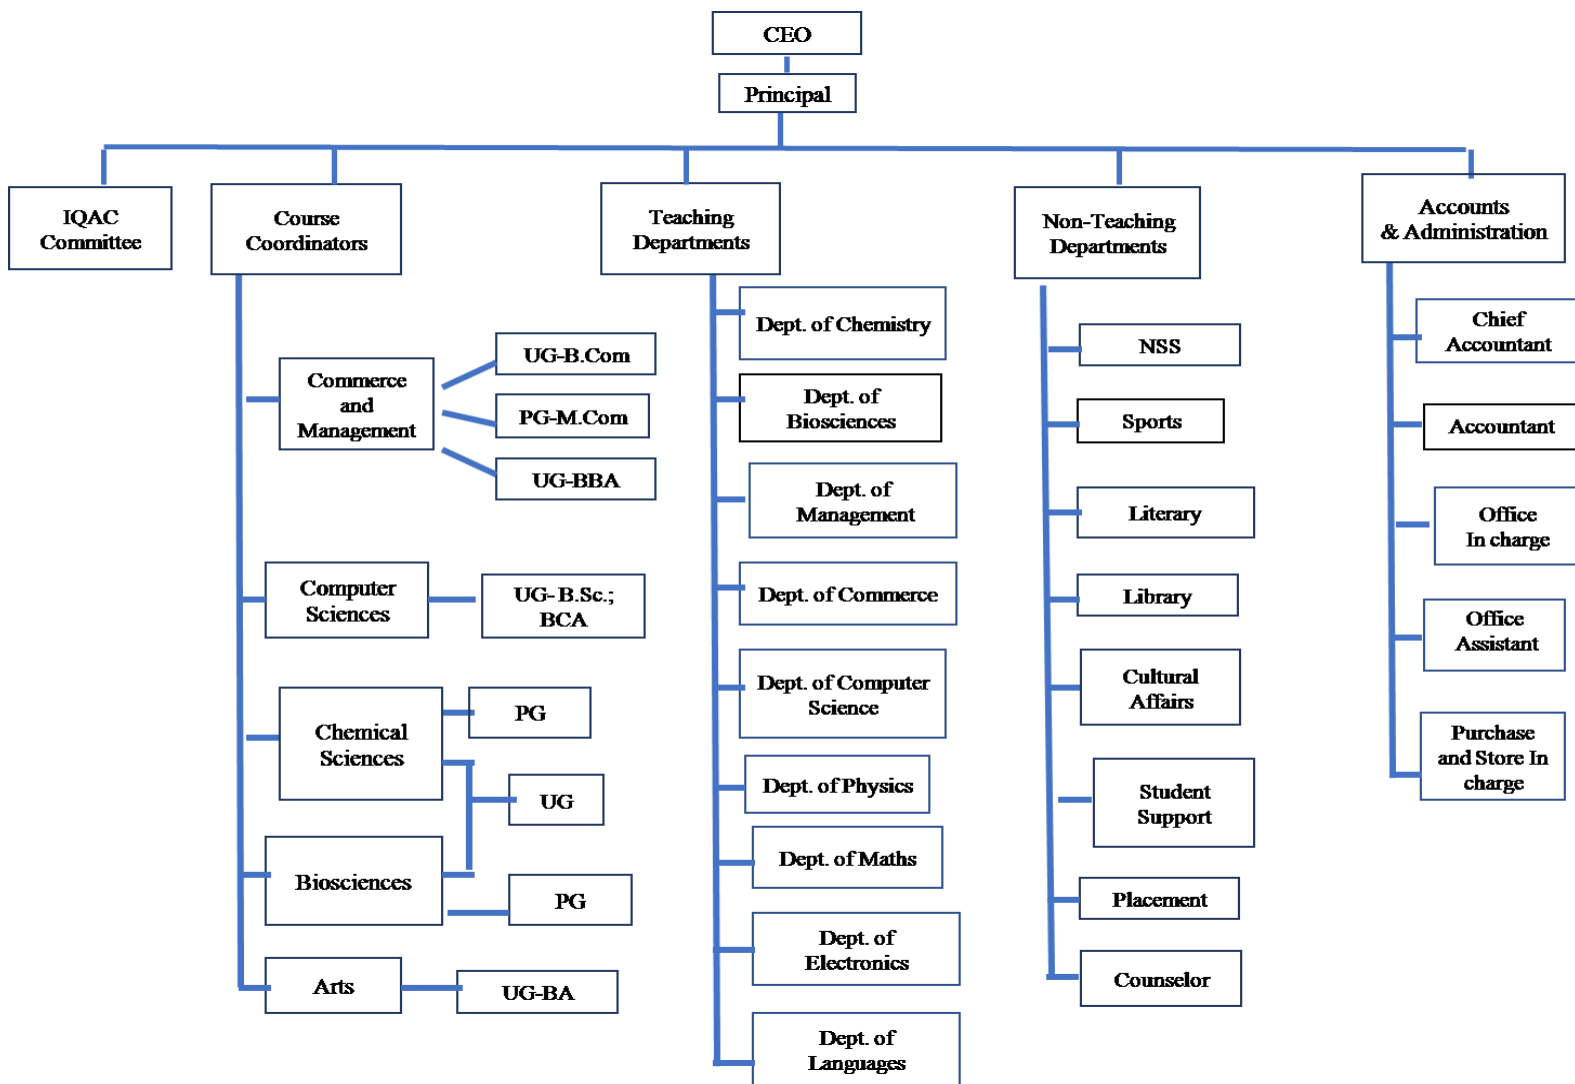 CEO
Principal
IQAC
Committee
Course
Coordinators
Teaching
Departments
Non-Teaching
Departments
Accounts
& Administration
Commerce
and
Management
UG-B.Com
PG-M.Com
UG-BBA
Computer
Sciences
UG- B.Sc.;
BCA
Chemical
Sciences
PG
UG
Biosciences
PG
Arts
UG-BA
Dept. of Chemistry
Dept. of
Biosciences
Dept. of
Management
Dept. of Commerce
Dept. of Computer
Science
Dept. of Physics
Dept. of Maths
Dept. of
Electronics
Dept. of
Languages
NSS
Sports
Literary
Library
Cultural
Affairs
Student
Support
Placement
Counselor
Chief
Accountant
Accountant
Office
In charge
Office
Assistant
Purchase
and Store In
charge